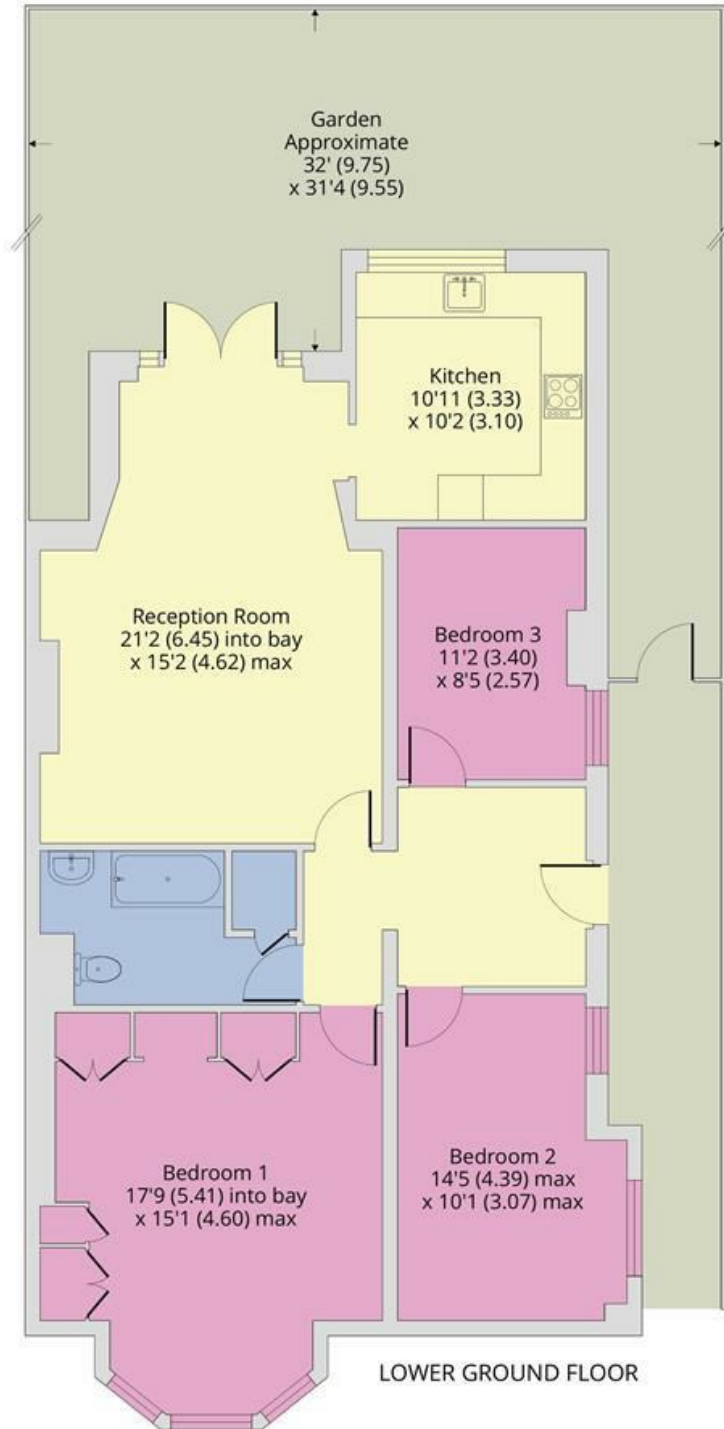 Garden
Approximate
32' (9.75)
x 31'4 (9.55)
Kitchen
10'11 (3.33)
x 10'2 (3.10)
Reception Room
21'2 (6.45) into bay
x 15'2 (4.62) max
Bedroom 3
11'2 (3.40)
x 8'5 (2.57)
Bedroom 1
17'9 (5.41) into bay
x 15'1 (4.60) max
Bedroom 2
14'5 (4.39) max
x 10'1 (3.07) max
LOWER GROUND FLOOR